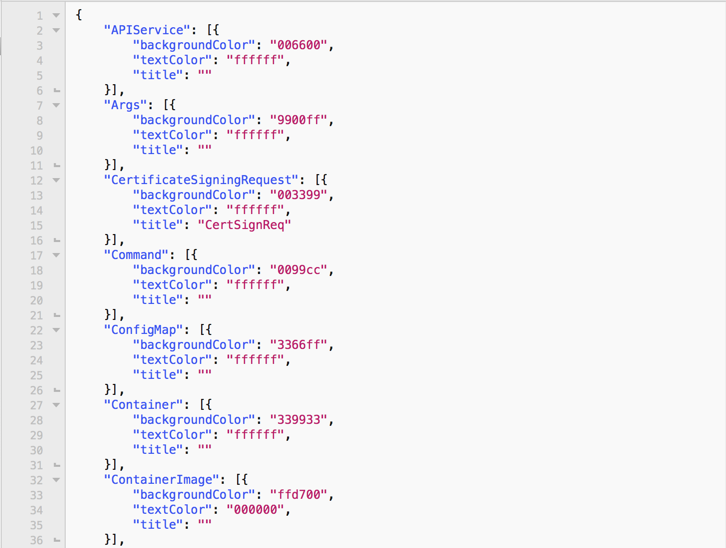 1 {
2 "APIService": [{
3 "backgroundColor": "006600",
4 "textColor": "ffffff",
5 "title": ""
6 }],
7 "Args": [{
8 "backgroundColor": "9900ff",
9 "textColor": "ffffff",
10 "title": ""
11 }],
12 "CertificateSigningRequest": [{
13 "backgroundColor": "003399",
14 "textColor": "ffffff",
15 "title": "CertSignReq"
16 }],
17 "Command": [{
18 "backgroundColor": "0099cc",
19 "textColor": "ffffff",
20 "title": ""
21 }],
22 "ConfigMap": [{
23 "backgroundColor": "3366ff",
24 "textColor": "ffffff",
25 "title": ""
26 }],
27 "Container": [{
28 "backgroundColor": "339933",
29 "textColor": "ffffff",
30 "title": ""
31 }],
32 "ContainerImage": [{
33 "backgroundColor": "ffd700",
34 "textColor": "000000",
35 "title": ""
36 }],